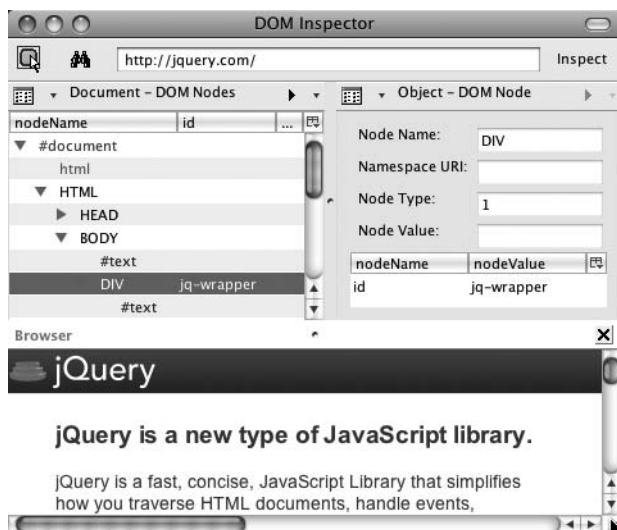 DOM Inspector
http://jquery.com/ Inspect
Document – DOM Nodes
nodeName id ...
#document
html
HTML
HEAD
BODY
#text
DIV jq-wrapper
#text
Object – DOM Node
Node Name: DIV
Namespace URI:
Node Type: 1
Node Value:
nodeName nodeValue
id jq-wrapper
Browser
jQuery
jQuery is a new type of JavaScript library.
jQuery is a fast, concise, JavaScript Library that simplifies
how you traverse HTML documents, handle events,